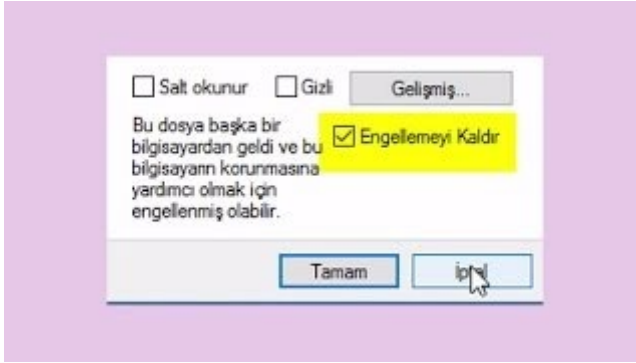 Salt okunur Gizli Gelişmiş...
Bu dosya başka bir
bilgisayardan geldi ve bu
bilgisayarın korunmasına
yardımcı olmak için
engellenmiş olabilir.
Engellemeyi Kaldır
Tamam İptal